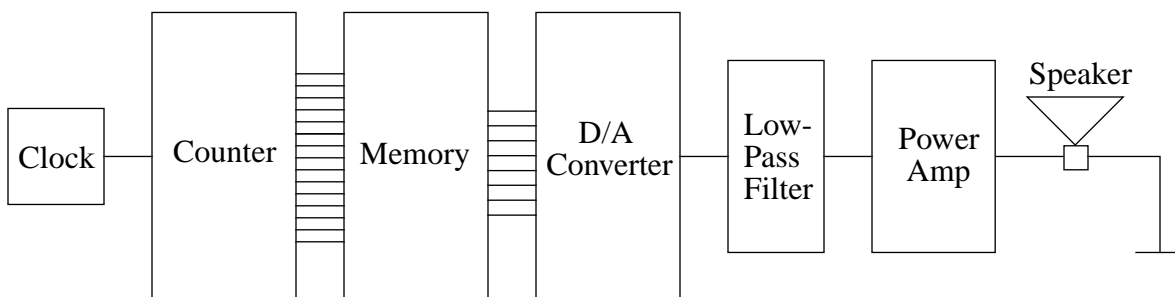 Clock
Counter
Memory
D/A
Converter
Low-
Pass
Filter
Power
Amp
Speaker